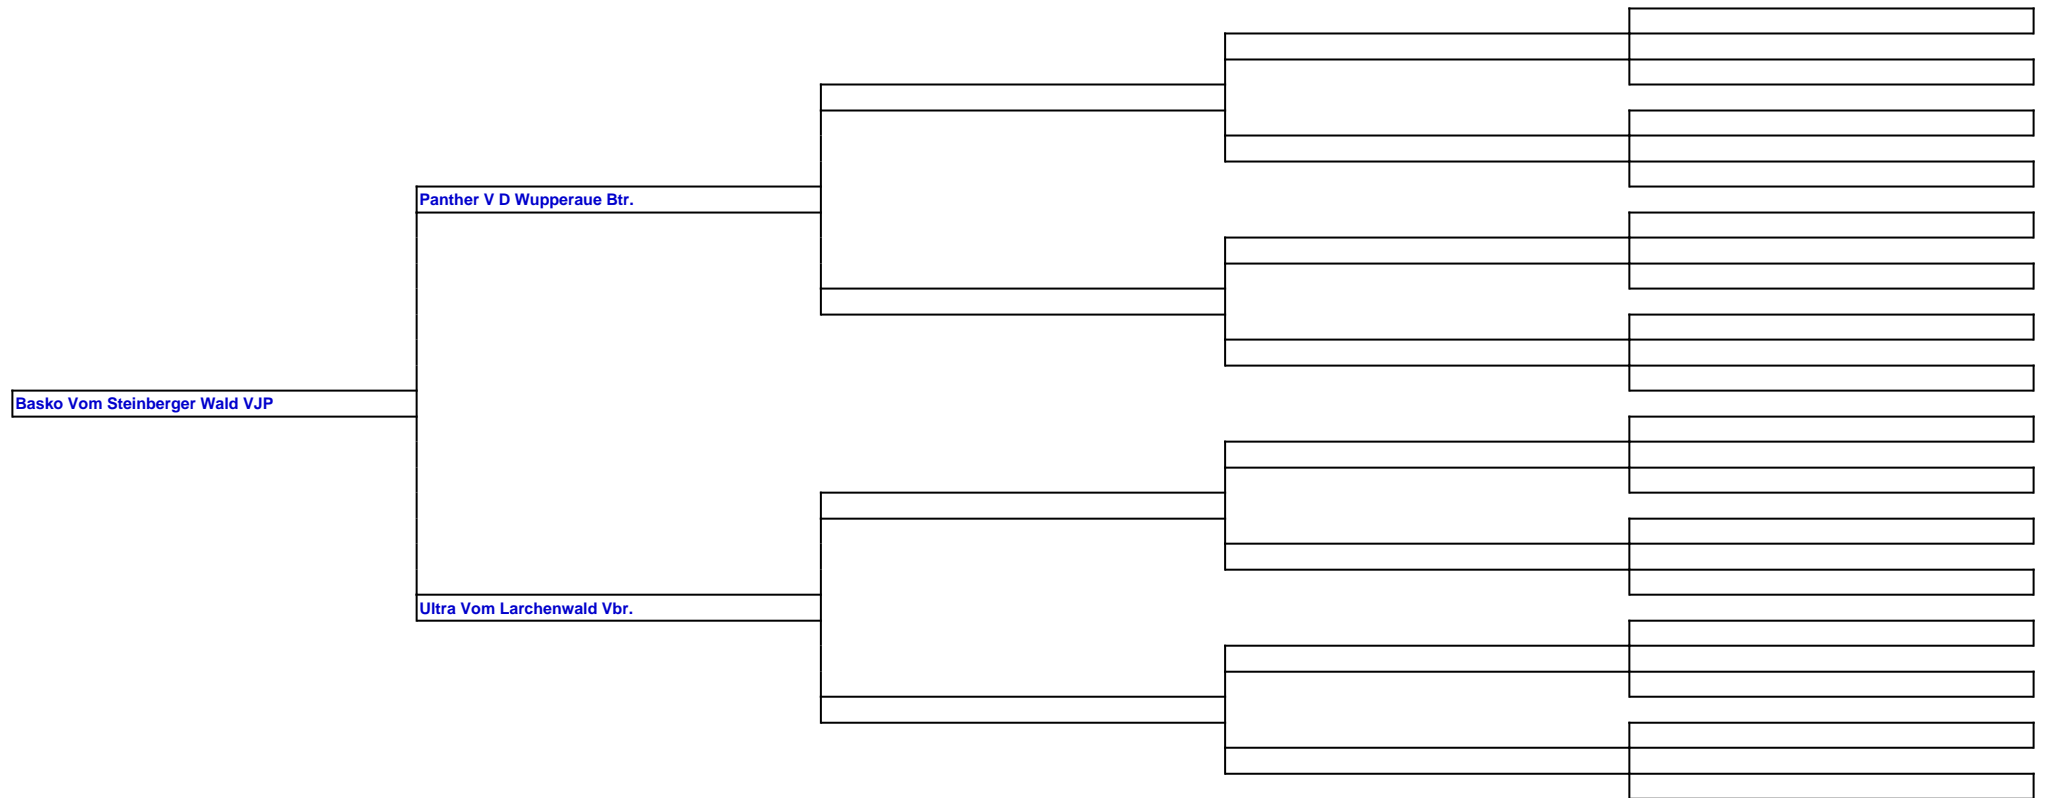 Panther V D Wupperaue Btr.
Basko Vom Steinberger Wald VJP
Ultra Vom Larchenwald Vbr.